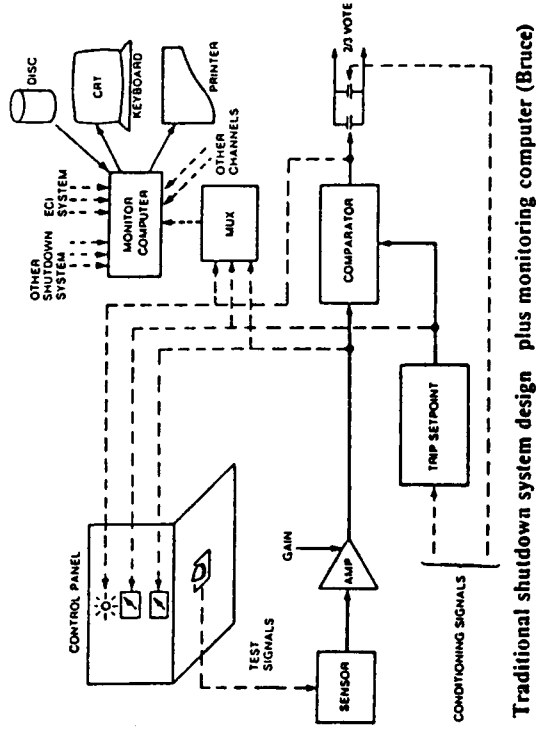 DISC
CRT
KEYBOARD
PRINTER
OTHER
SHUTDOWN
SYSTEM
ECI
SYSTEM
MONITOR
COMPUTER
OTHER
CHANNELS
MUX
2/3 VOTE
CONTROL PANEL
COMPARATOR
TEST
SIGNALS
GAIN
AMP
SENSOR
TRIP SETPOINT
CONDITIONING SIGNALS
Traditional shutdown system design plus monitoring computer (Bruce)